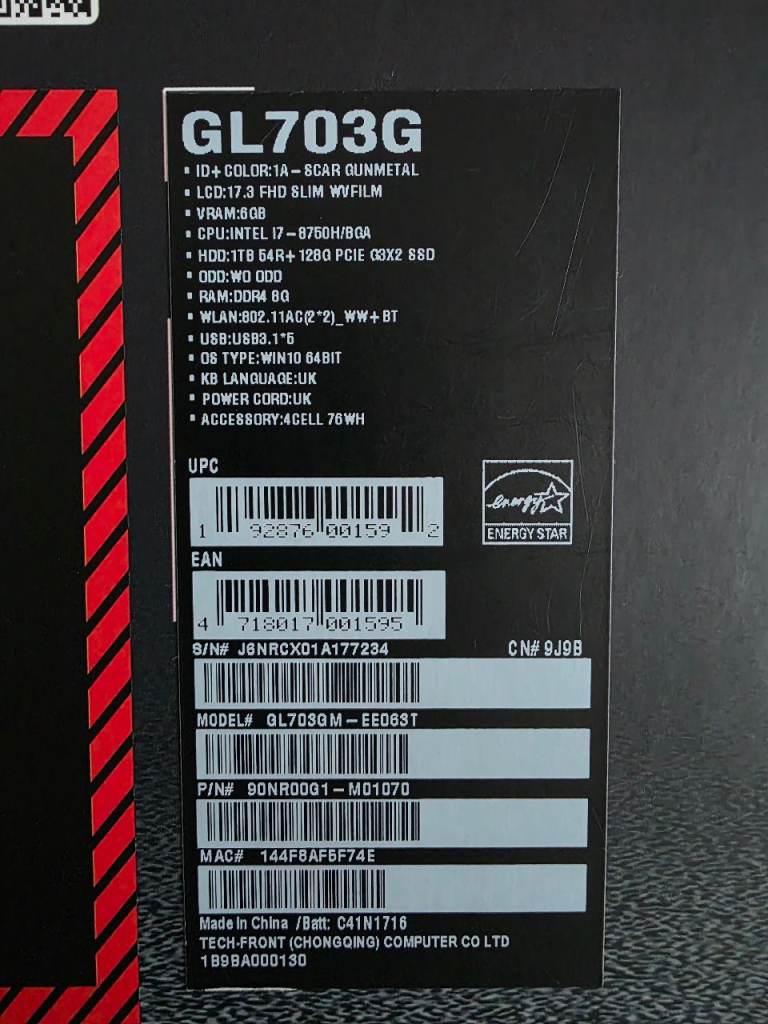 GL703G
▪ ID+COLOR:1A-SCAR GUNMETAL
▪ LCD:17.3 FHD SLIM WVFILM
▪ VRAM:6GB
▪ CPU:INTEL I7-8750H/BGA
▪ HDD:1TB 54R+128G PCIE G3X2 SSD
▪ ODD:WO ODD
▪ RAM:DDR4 8G
▪ WLAN:802.11AC(2*2)_WW+BT
▪ USB:USB3.1*5
▪ OS TYPE:WIN10 64BIT
▪ KB LANGUAGE:UK
▪ POWER CORD:UK
▪ ACCESSORY:4CELL 76WH
UPC
1 92876 00159 2
energy
ENERGY STAR
EAN
4 718017 001595
S/N# J6NRCX01A177234 CN# 9J9B
MODEL# GL703GM-EE063T
P/N# 90NR00G1-M01070
MAC# 144F8AF5F74E
Made In China /Batt: C41N1716
TECH-FRONT (CHONGQING) COMPUTER CO LTD
1B9BA000130